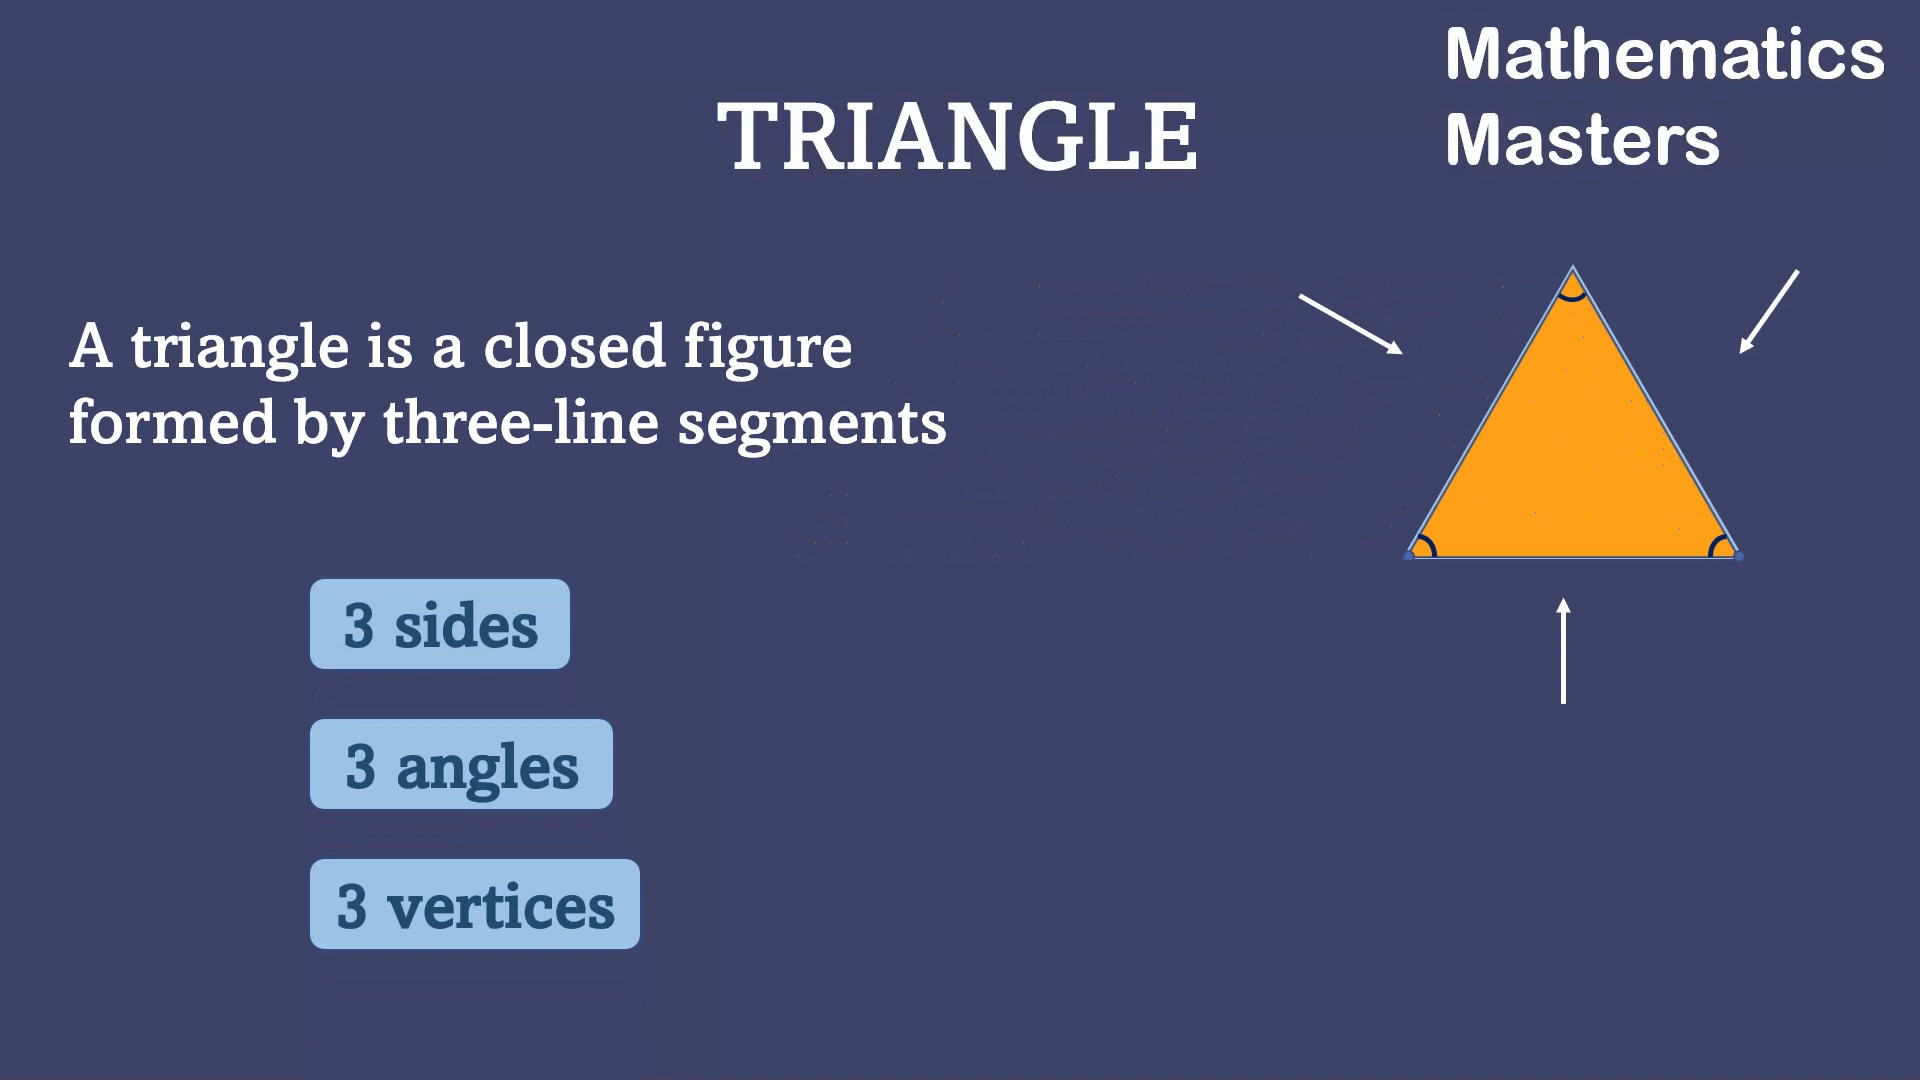 Mathematics
Masters
TRIANGLE
A triangle is a closed figure
formed by three-line segments
3 sides
3 angles
3 vertices